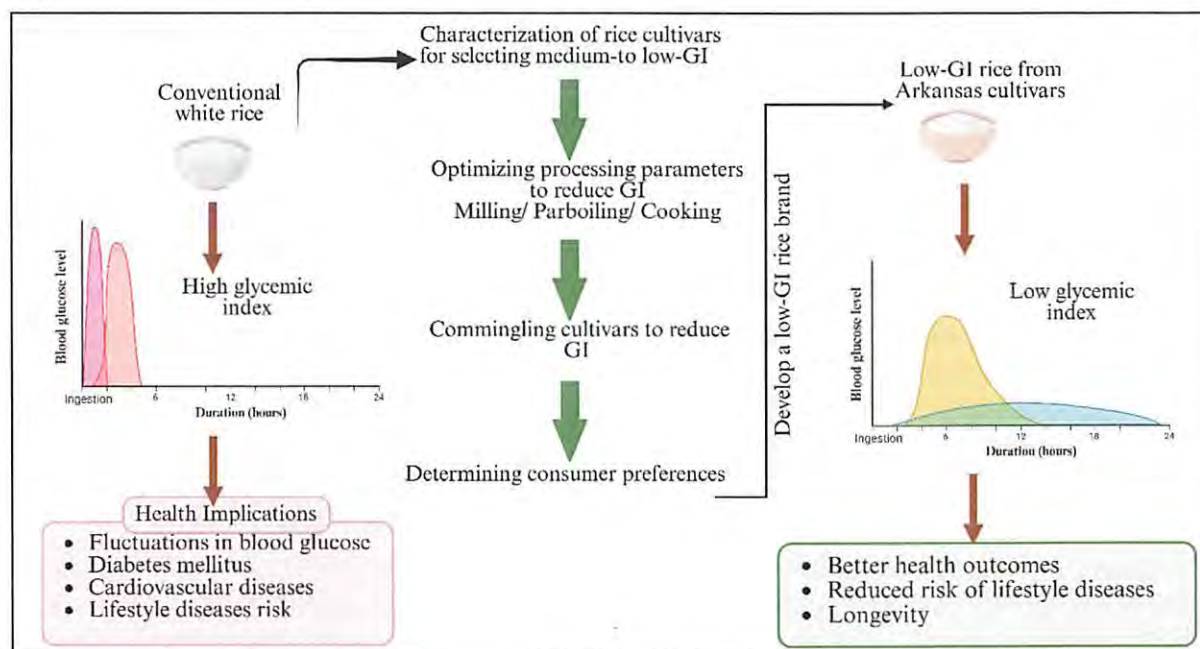 Conventional
white rice
High glycemic
index
Blood glucose level
Ingestion
6
12
18
24
Duration (hours)
Health Implications
• Fluctuations in blood glucose
• Diabetes mellitus
• Cardiovascular diseases
• Lifestyle diseases risk
Characterization of rice cultivars
for selecting medium-to low-GI
Optimizing processing parameters
to reduce GI
Milling/ Parboiling/ Cooking
Commingling cultivars to reduce
GI
Determining consumer preferences
Develop a low-GI rice brand
Low-GI rice from
Arkansas cultivars
Low glycemic
index
Blood glucose level
Ingestion
6
12
18
24
Duration (hours)
• Better health outcomes
• Reduced risk of lifestyle diseases
• Longevity